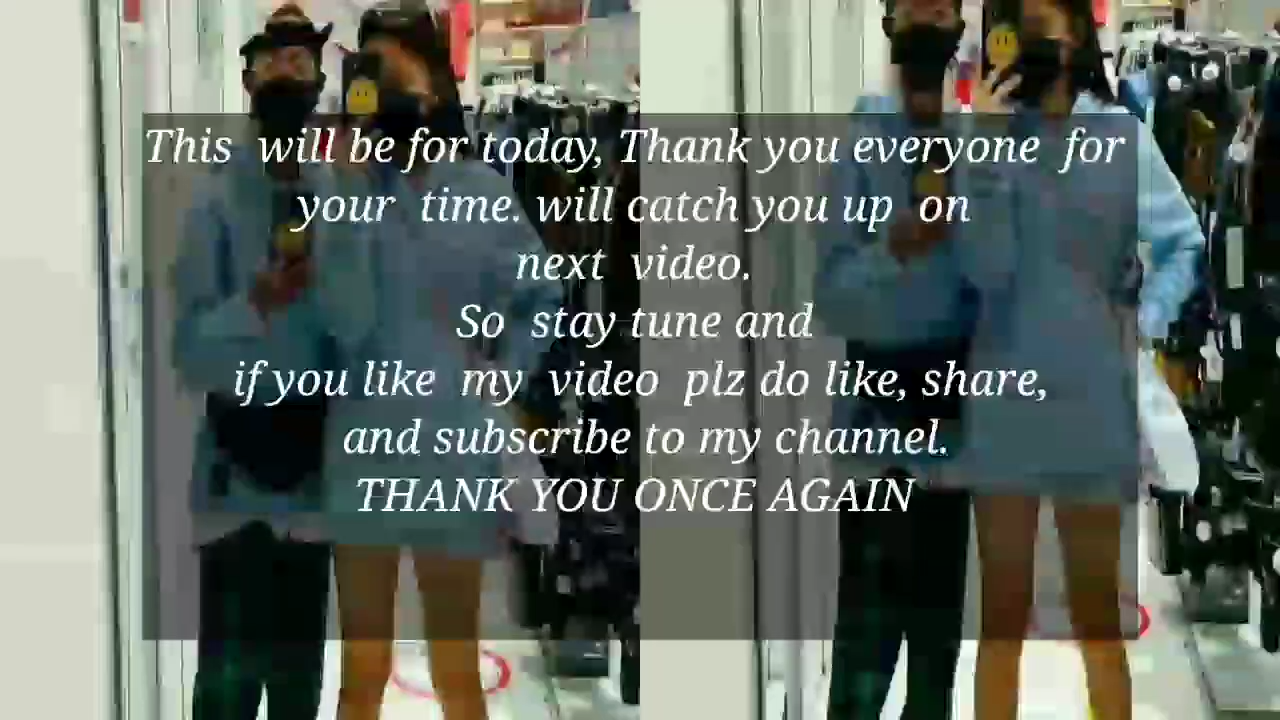 This will be for today, Thank you everyone for
your time. will catch you up on
next video.
So stay tune and
if you like my video plz do like, share,
and subscribe to my channel.
THANK YOU ONCE AGAIN